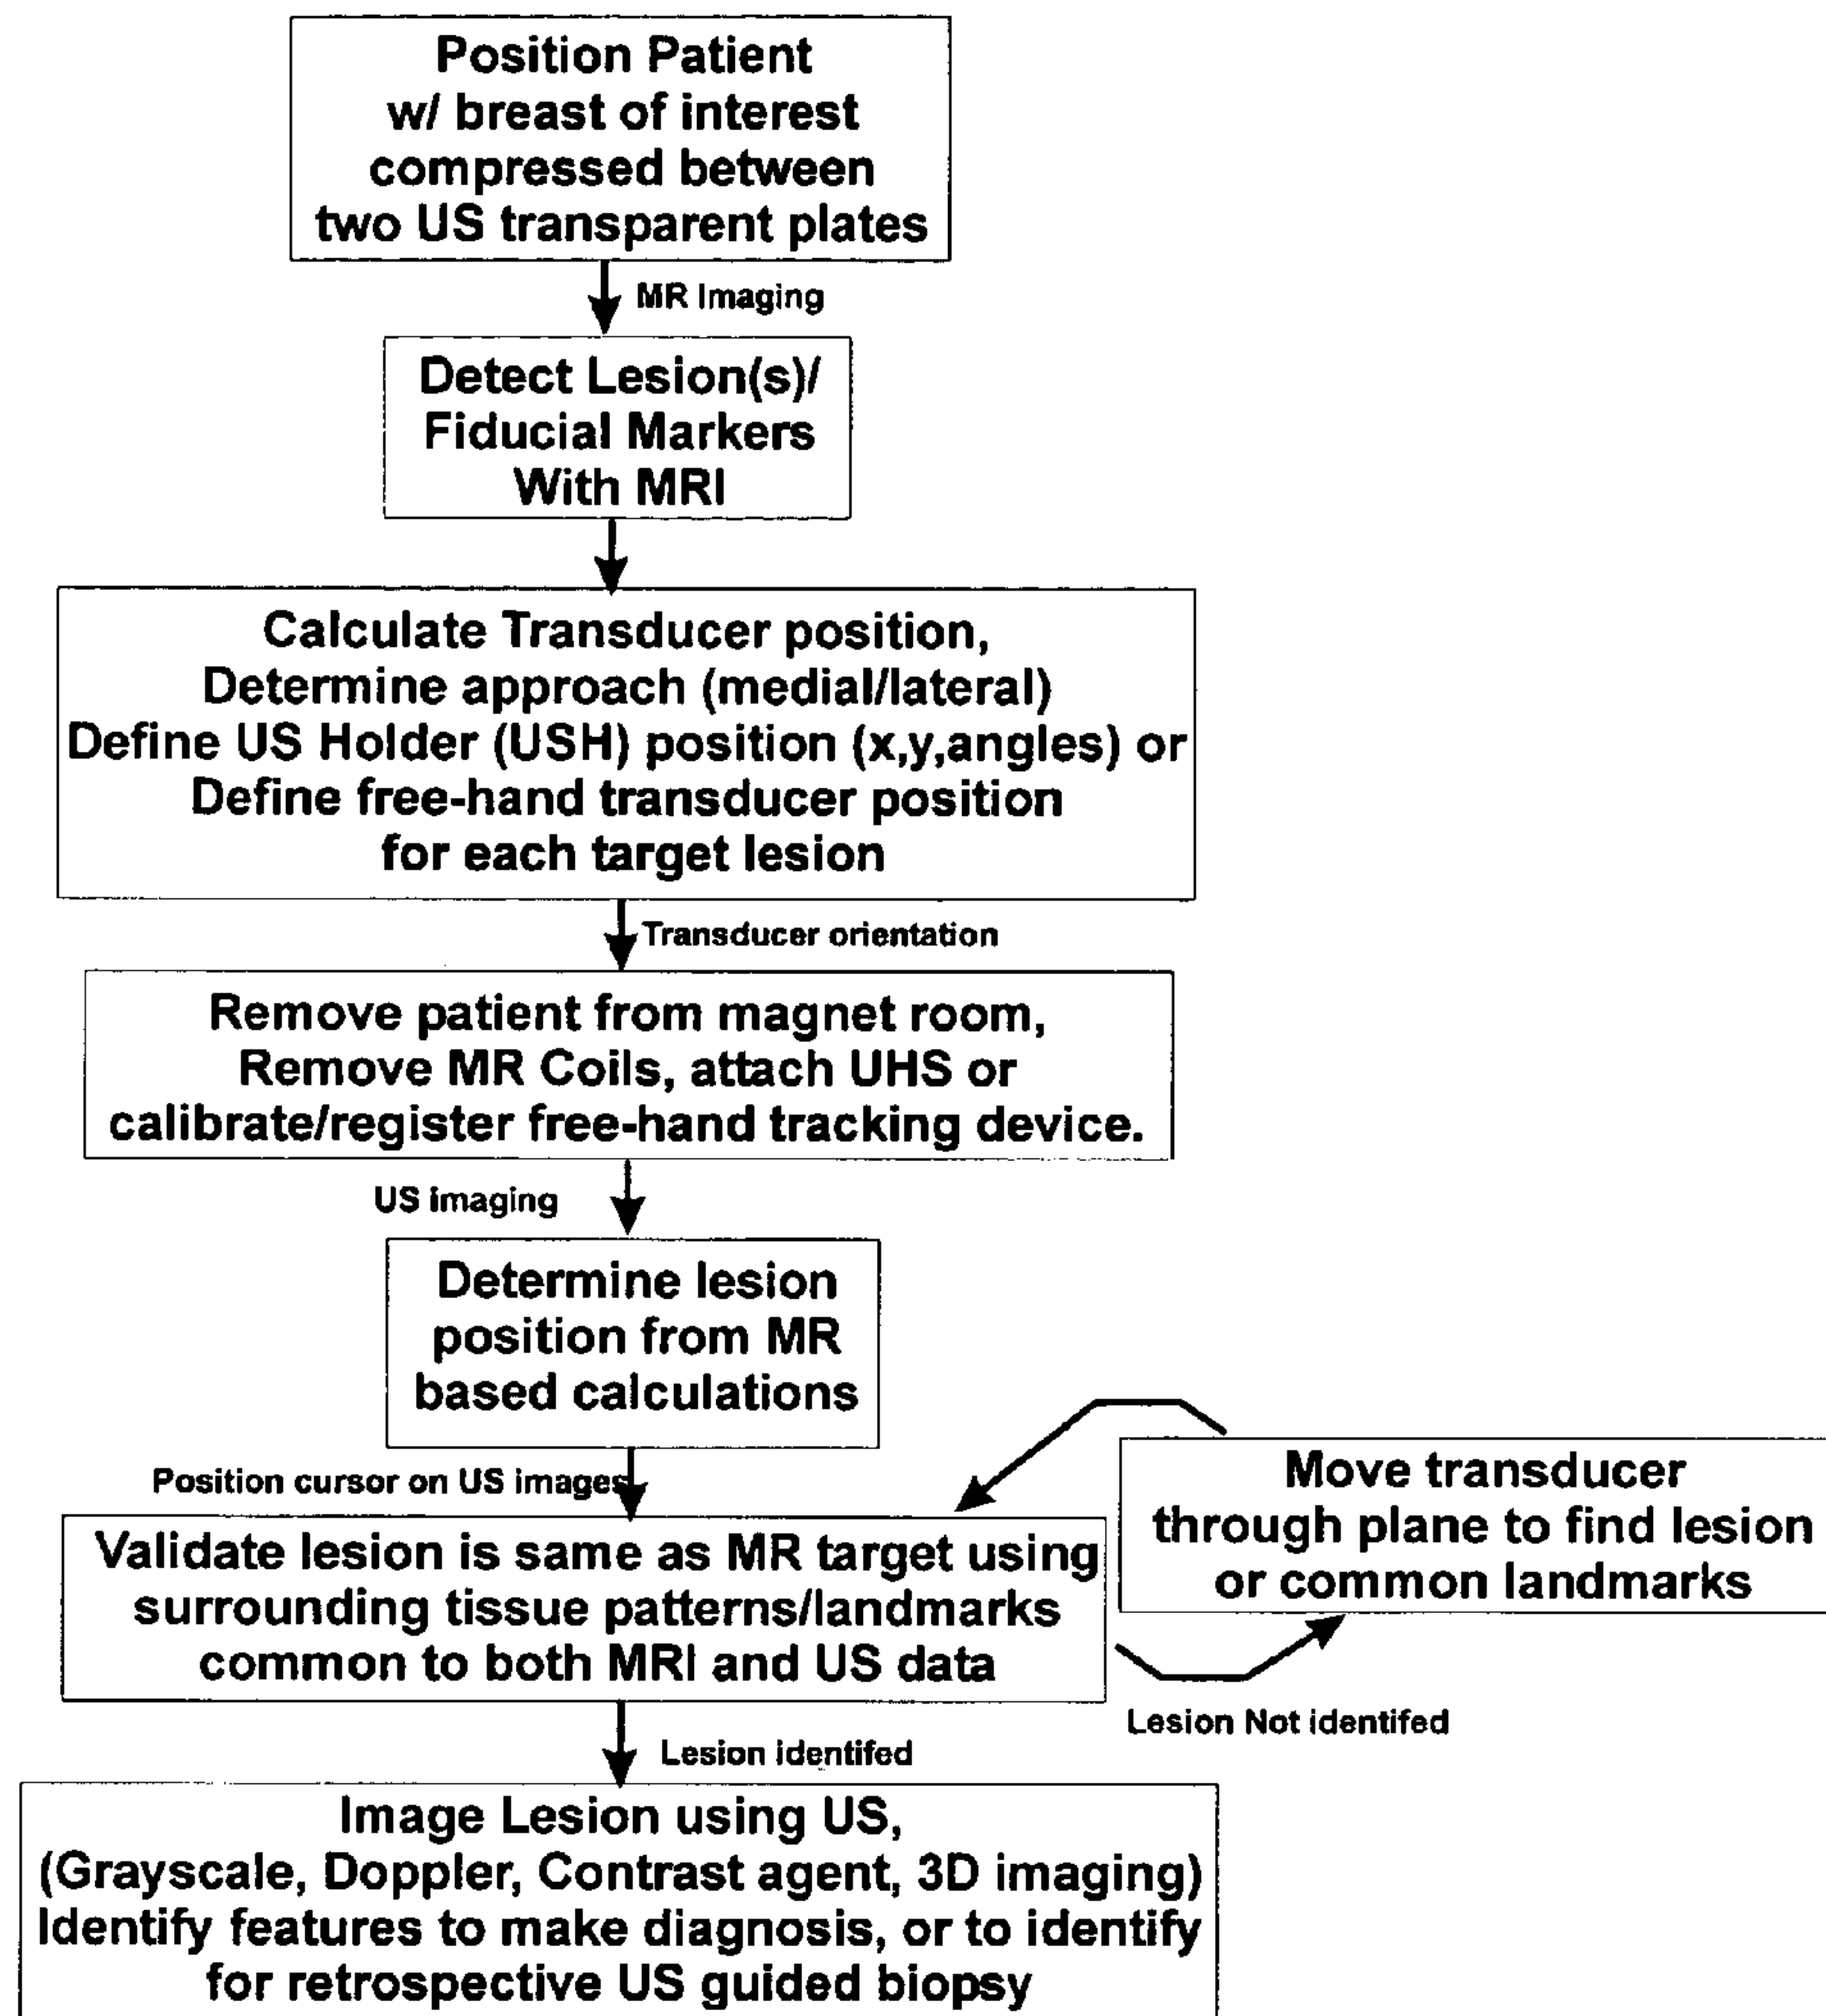 Position Patient
w/ breast of interest
compressed between
two US transparent plates
MR Imaging
Detect Lesion(s)/
Fiducial Markers
With MRI
Calculate Transducer position,
Determine approach (medial/lateral)
Define US Holder (USH) position (x,y,angles) or
Define free-hand transducer position
for each target lesion
Transducer orientation
Remove patient from magnet room,
Remove MR Coils, attach UHS or
calibrate/register free-hand tracking device.
US imaging
Determine lesion
position from MR
based calculations
Position cursor on US images
Validate lesion is same as MR target using
surrounding tissue patterns/landmarks
common to both MRI and US data
Move transducer
through plane to find lesion
or common landmarks
Lesion Not identifed
Lesion identifed
Image Lesion using US,
(Grayscale, Doppler, Contrast agent, 3D imaging)
Identify features to make diagnosis, or to identify
for retrospective US guided biopsy